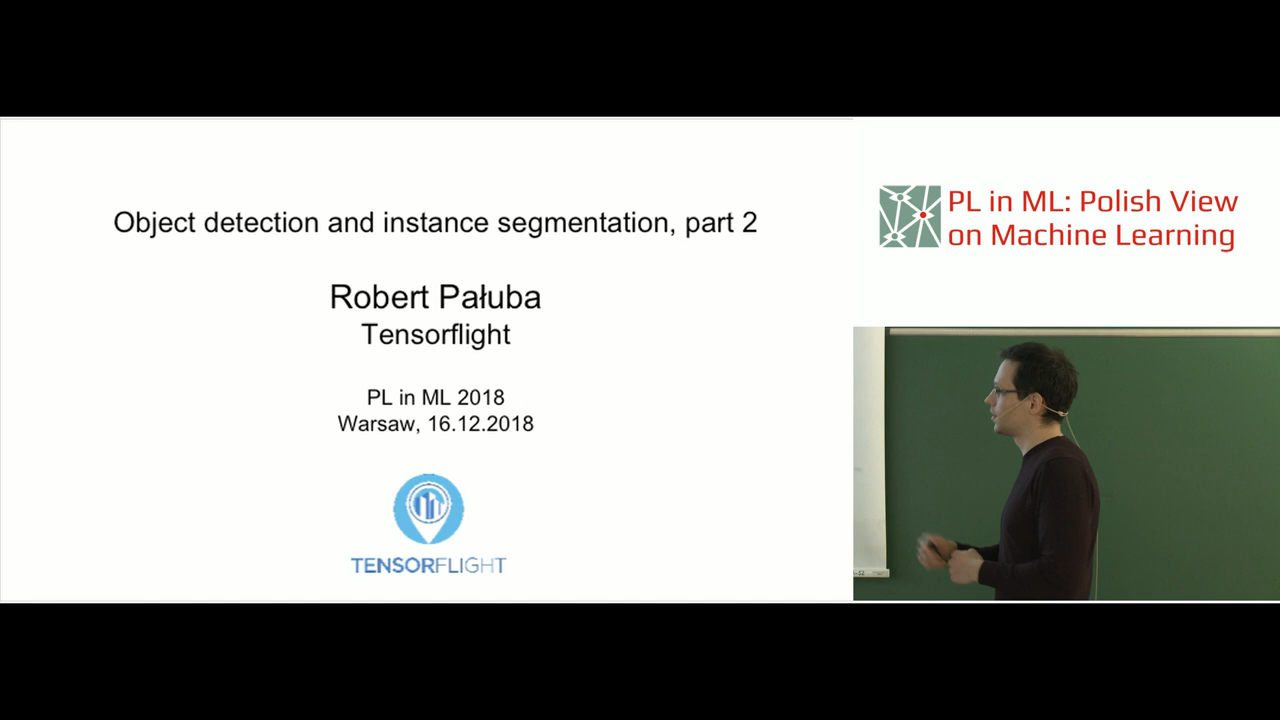 Object detection and instance segmentation, part 2
Robert Pałuba
Tensorflight
PL in ML 2018
Warsaw, 16.12.2018
TENSORFLIGHT
PL in ML: Polish View
on Machine Learning